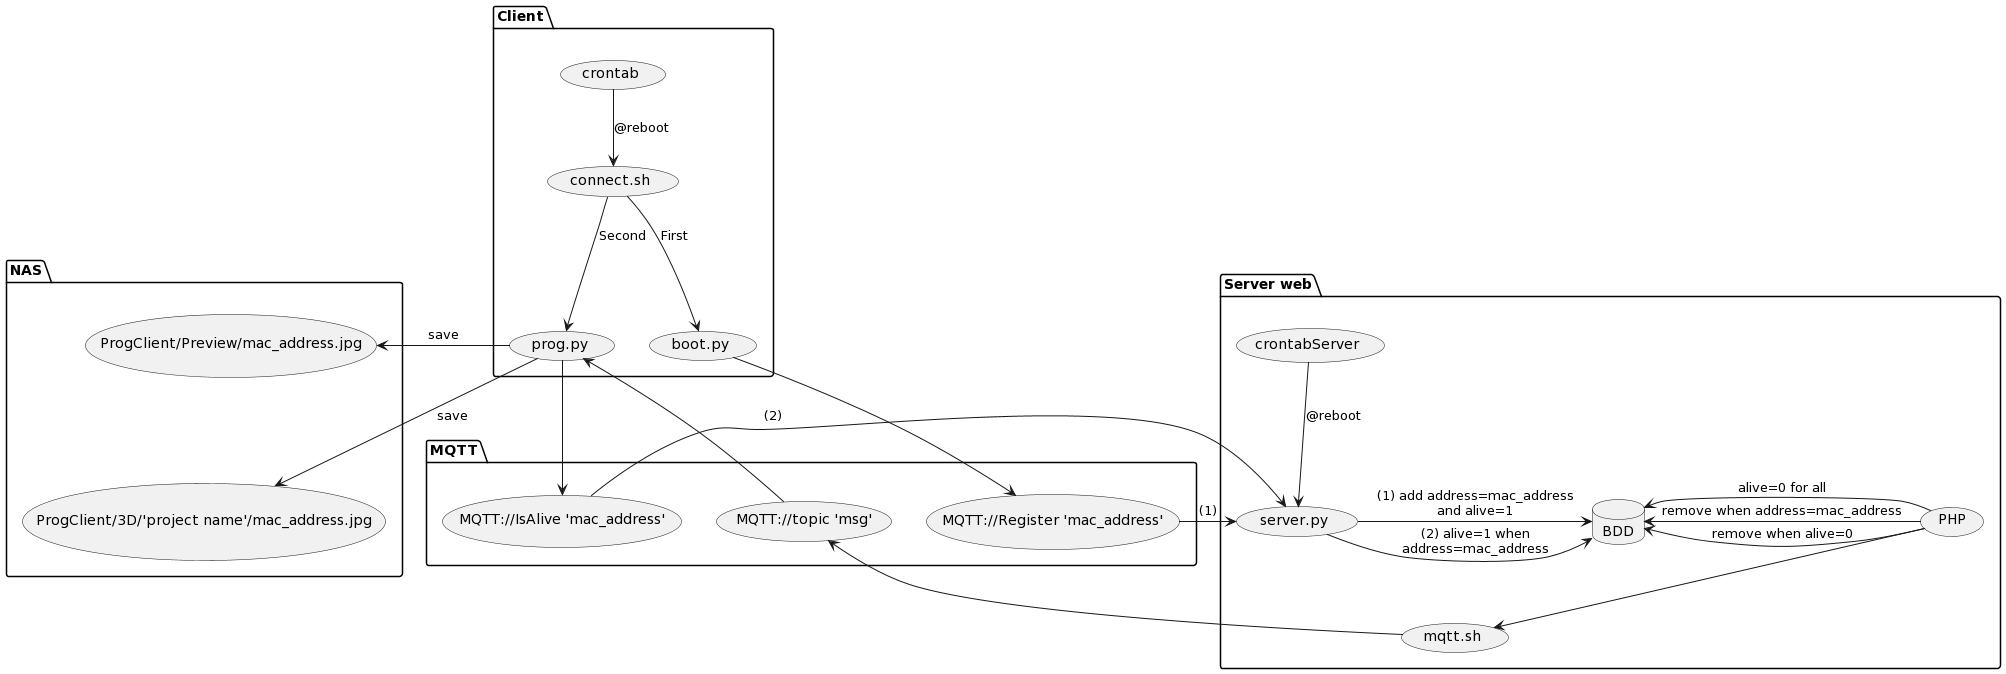 Client
crontab
@reboot
connect.sh
Second
First
NAS
Server web
ProgClient/Preview/mac_address.jpg
save
prog.py
boot.py
crontabServer
save
(2)
@reboot
MQTT
ProgClient/3D/'project name'/mac_address.jpg
MQTT://IsAlive 'mac_address'
MQTT://topic 'msg'
MQTT://Register 'mac_address'
(1)
server.py
(1) add address=mac_address
and alive=1
(2) alive=1 when
address=mac_address
BDD
alive=0 for all
remove when address=mac_address
remove when alive=0
PHP
mqtt.sh